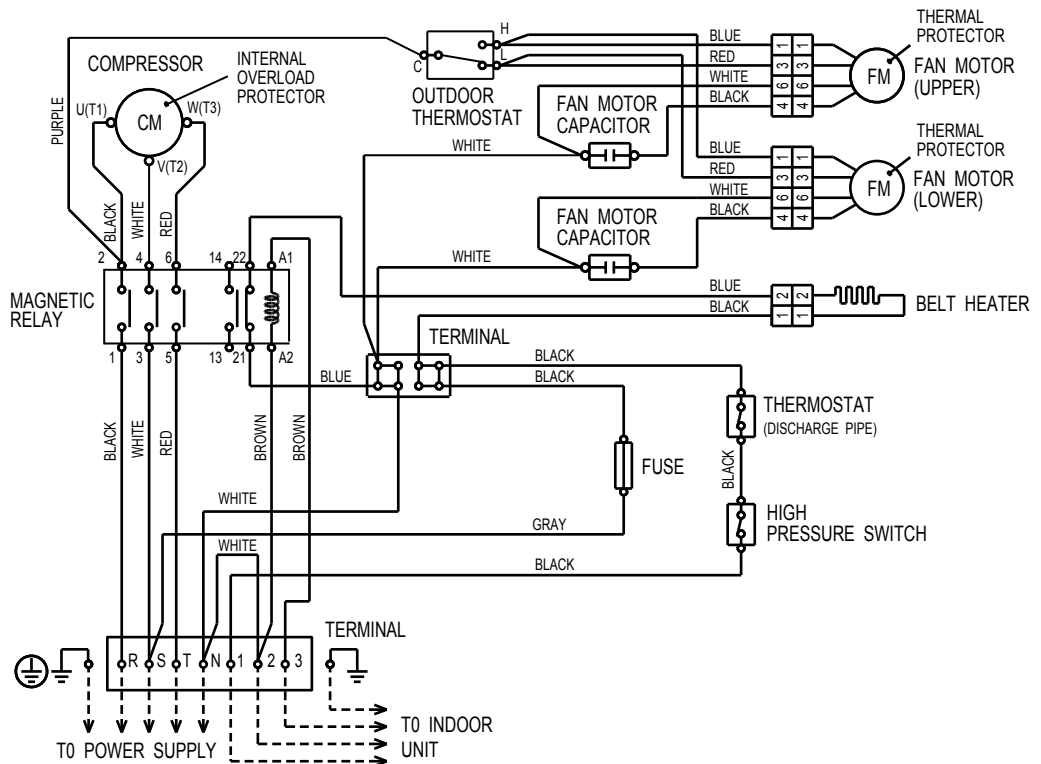 THERMAL
PROTECTOR
FAN MOTOR
(UPPER)
H
BLUE
1 1
RED
3 3
WHITE
6 6
BLACK
4 4
FM
L
C
OUTDOOR
THERMOSTAT
FAN MOTOR
CAPACITOR
WHITE
COMPRESSOR
INTERNAL
OVERLOAD
PROTECTOR
U(T1)
CM
W(T3)
V(T2)
PURPLE
THERMAL
PROTECTOR
FAN MOTOR
(LOWER)
BLUE
1 1
RED
3 3
WHITE
6 6
BLACK
4 4
FM
FAN MOTOR
CAPACITOR
WHITE
BLACK
WHITE
RED
2 4 6 14 22 A1
MAGNETIC
RELAY
1 3 5 13 21 A2
BLUE
2 2
BLACK
1 1
BELT HEATER
TERMINAL
BLUE
BLACK
BLACK
THERMOSTAT
(DISCHARGE PIPE)
BLACK
WHITE
RED
BROWN
BROWN
FUSE
BLACK
WHITE
HIGH
PRESSURE SWITCH
GRAY
WHITE
BLACK
TERMINAL
R S T N 1 2 3
T0 POWER SUPPLY
T0 INDOOR
UNIT